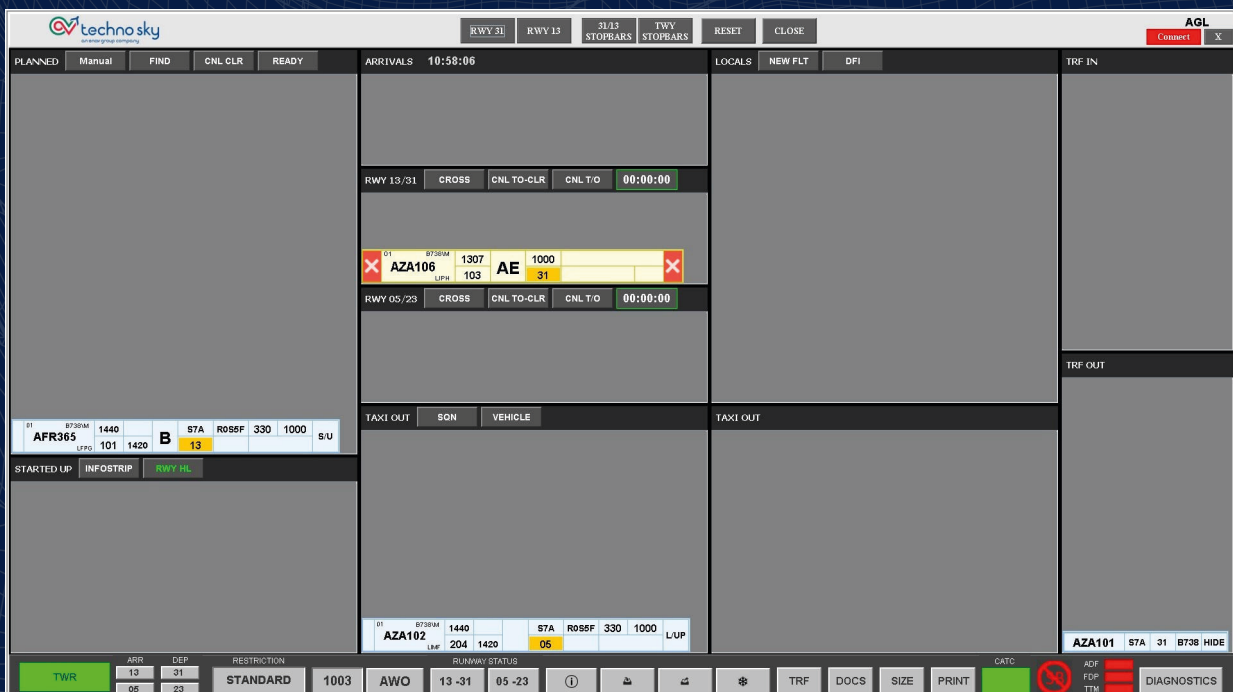 techno sky
an enav group company
RWY 31
RWY 13
31/13 STOPBARS
TWY STOPBARS
RESET
CLOSE
AGL
Connect
X
PLANNED
Manual
FIND
CNL CLR
READY
ARRIVALS 10:58:06
LOCALS
NEW FLT
DFI
TRF IN
RWY 13/31
CROSS
CNL TO-CLR
CNL T/O
00:00:00
01 B738\M
AZA106
LIPH
1307
103
AE
1000
31
RWY 05/23
CROSS
CNL TO-CLR
CNL T/O
00:00:00
TRF OUT
TAXI OUT
SQN
VEHICLE
TAXI OUT
01 B738\M
AFR365
LFPG
1440
101 1420
B
S7A R0S5F 330 1000
13
S/U
STARTED UP
INFOSTRIP
RWY HL
01 B738\M
AZA102
LIMF
1440
204 1420
S7A R0S5F 330 1000
05
L/UP
AZA101 S7A 31 B738 HIDE
TWR
ARR DEP
13 31
05 23
RESTRICTION
STANDARD
1003
AWO
RUNWAY STATUS
13 -31
05 -23
TRF
DOCS
SIZE
PRINT
CATC
ADF
FDP
TTM
DIAGNOSTICS